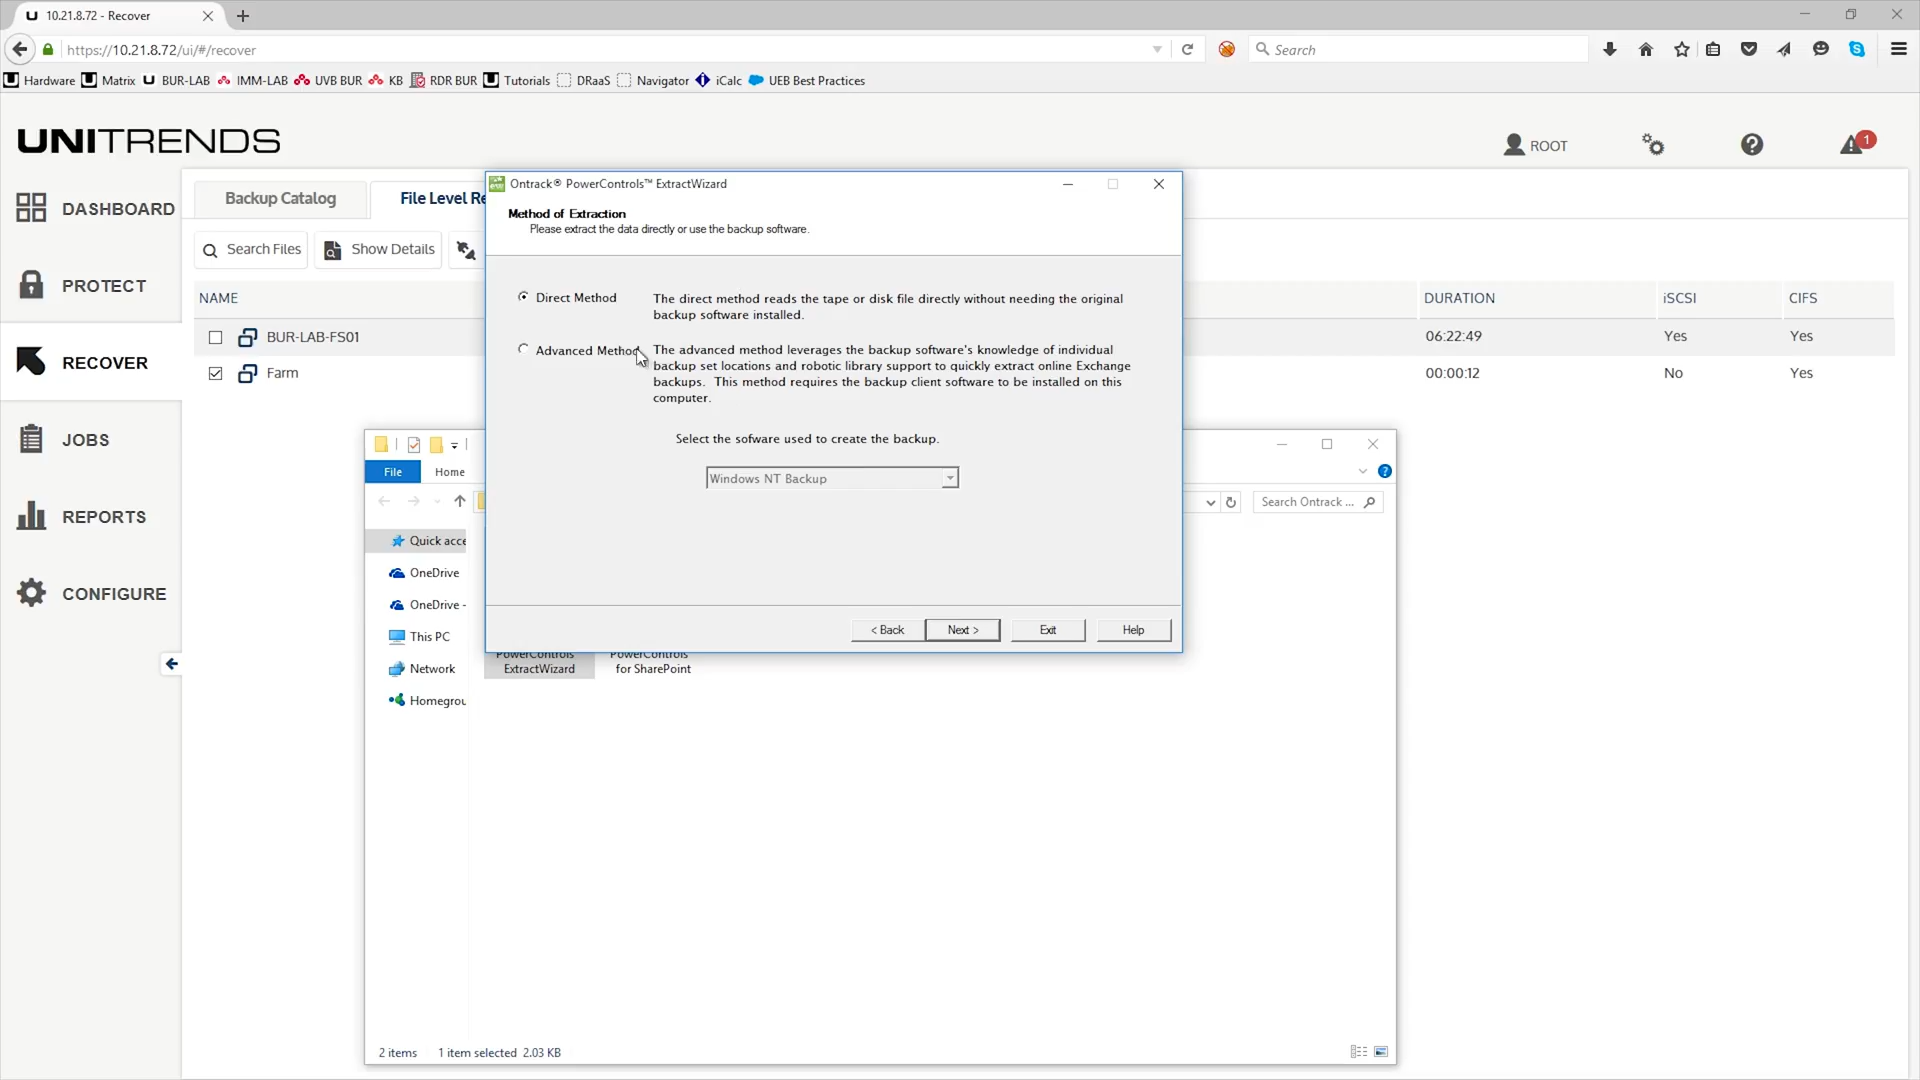 10.21.8.72 - Recover
https://10.21.8.72/ui/#/recover
Search
Hardware Matrix BUR-LAB IMM-LAB UVB BUR KB RDR BUR Tutorials DRaaS Navigator iCalc UEB Best Practices
UNITRENDS
ROOT
1
DASHBOARD
PROTECT
RECOVER
JOBS
REPORTS
CONFIGURE
Backup Catalog
File Level Re
Search Files
Show Details
NAME
DURATION
iSCSI
CIFS
BUR-LAB-FS01
06:22:49
Yes
Yes
Farm
00:00:12
No
Yes
Ontrack® PowerControls™ ExtractWizard
Method of Extraction
Please extract the data directly or use the backup software.
Direct Method
The direct method reads the tape or disk file directly without needing the original
backup software installed.
Advanced Method
The advanced method leverages the backup software's knowledge of individual
backup set locations and robotic library support to quickly extract online Exchange
backups. This method requires the backup client software to be installed on this
computer.
Select the sofware used to create the backup.
Windows NT Backup
< Back
Next >
Exit
Help
File
Home
Search Ontrack ...
Quick acce
OneDrive
OneDrive -
This PC
Network
Homegrou
PowerControls
ExtractWizard
PowerControls
for SharePoint
2 items
1 item selected 2.03 KB